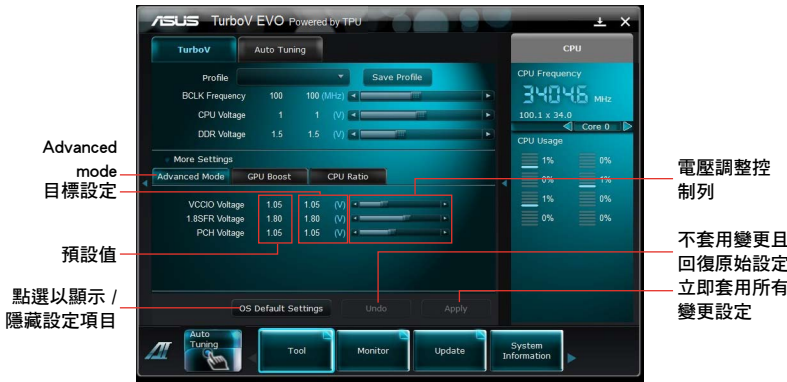 ASUS TurboV EVO Powered by TPU
TurboV Auto Tuning
Profile Save Profile
BCLK Frequency 100 100 (MHz)
CPU Voltage 1 1 (V)
DDR Voltage 1.5 1.5 (V)
More Settings
Advanced Mode GPU Boost CPU Ratio
VCCIO Voltage 1.05 1.05 (V)
1.8SFR Voltage 1.80 1.80 (V)
PCH Voltage 1.05 1.05 (V)
OS Default Settings Undo Apply
CPU
CPU Frequency
3404.6 MHz
100.1 x 34.0
Core 0
CPU Usage
1% 0%
0% 1%
1% 0%
0% 0%
Auto
Tuning
Tool Monitor Update
System
Information
Advanced
mode
目標設定
預設值
點選以顯示 /
隱藏設定項目
電壓調整控
制列
不套用變更且
回復原始設定
立即套用所有
變更設定